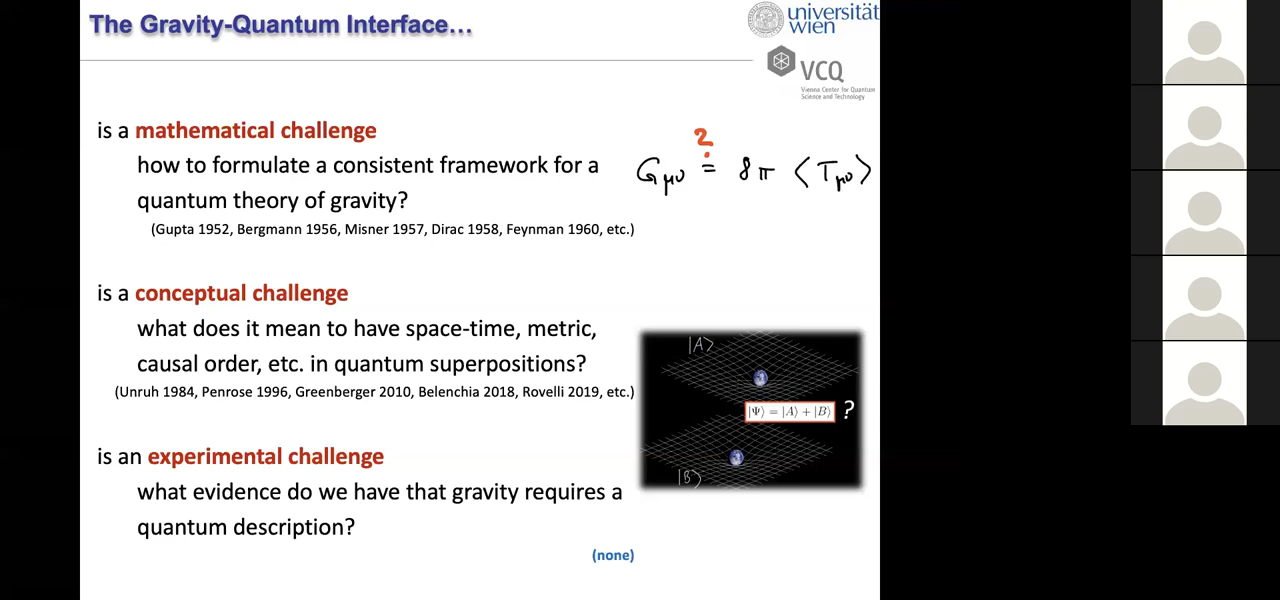 The Gravity-Quantum Interface…
universität
wien
VCQ
Vienna Center for Quantum
Science and Technology
is a mathematical challenge
how to formulate a consistent framework for a
quantum theory of gravity?
(Gupta 1952, Bergmann 1956, Misner 1957, Dirac 1958, Feynman 1960, etc.)
?
Gμν = 8π ⟨Tμν⟩
is a conceptual challenge
what does it mean to have space-time, metric,
causal order, etc. in quantum superpositions?
(Unruh 1984, Penrose 1996, Greenberger 2010, Belenchia 2018, Rovelli 2019, etc.)
|A⟩
|Ψ⟩ = |A⟩ + |B⟩ ?
|B⟩
is an experimental challenge
what evidence do we have that gravity requires a
quantum description?
(none)